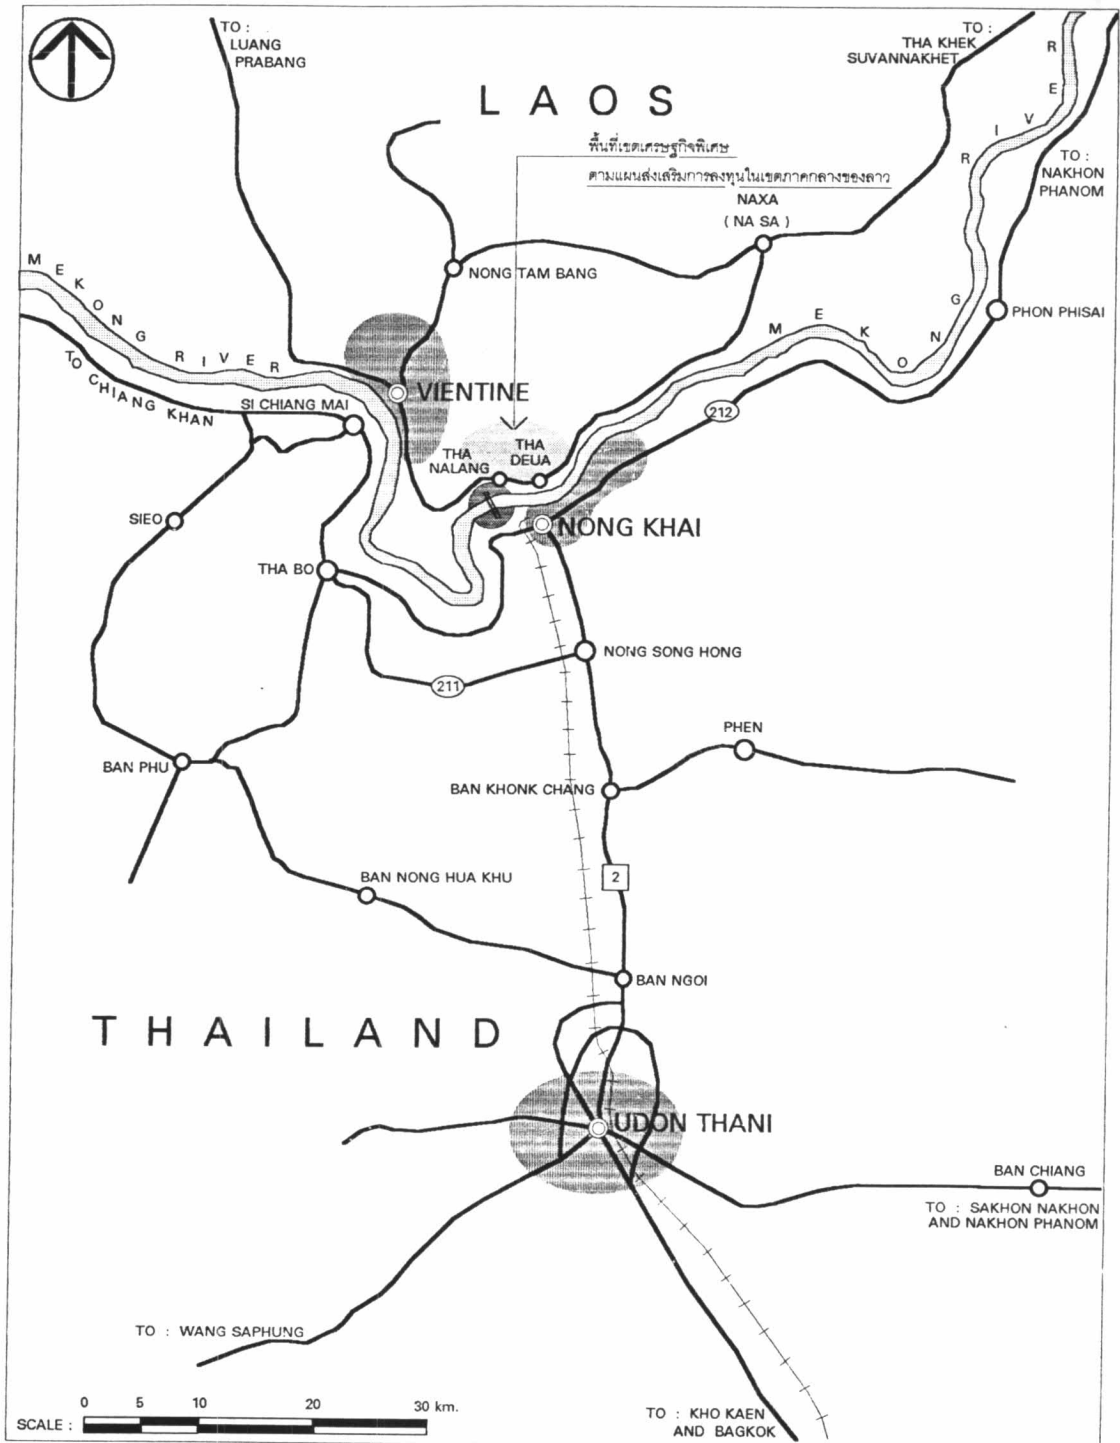 TO :
LUANG
PRABANG
TO :
THA KHEK
SUVANNAKHET
LAOS
พื้นที่เขตเศรษฐกิจพิเศษ
ตามแผนส่งเสริมการลงทุนในเขตภาคกลางของลาว
NAXA
( NA SA )
TO :
NAKHON
PHANOM
NONG TAM BANG
PHON PHISAI
MEKONG RIVER
MEKONG RIVER
TO CHIANG KHAN
VIENTINE
SI CHIANG MAI
212
THA
NALANG
THA
DEUA
SIEO
NONG KHAI
THA BO
NONG SONG HONG
211
PHEN
BAN PHU
BAN KHONK CHANG
2
BAN NONG HUA KHU
BAN NGOI
THAILAND
UDON THANI
BAN CHIANG
TO : SAKHON NAKHON
AND NAKHON PHANOM
TO : WANG SAPHUNG
0 5 10 20 30 km.
SCALE :
TO : KHO KAEN
AND BAGKOK